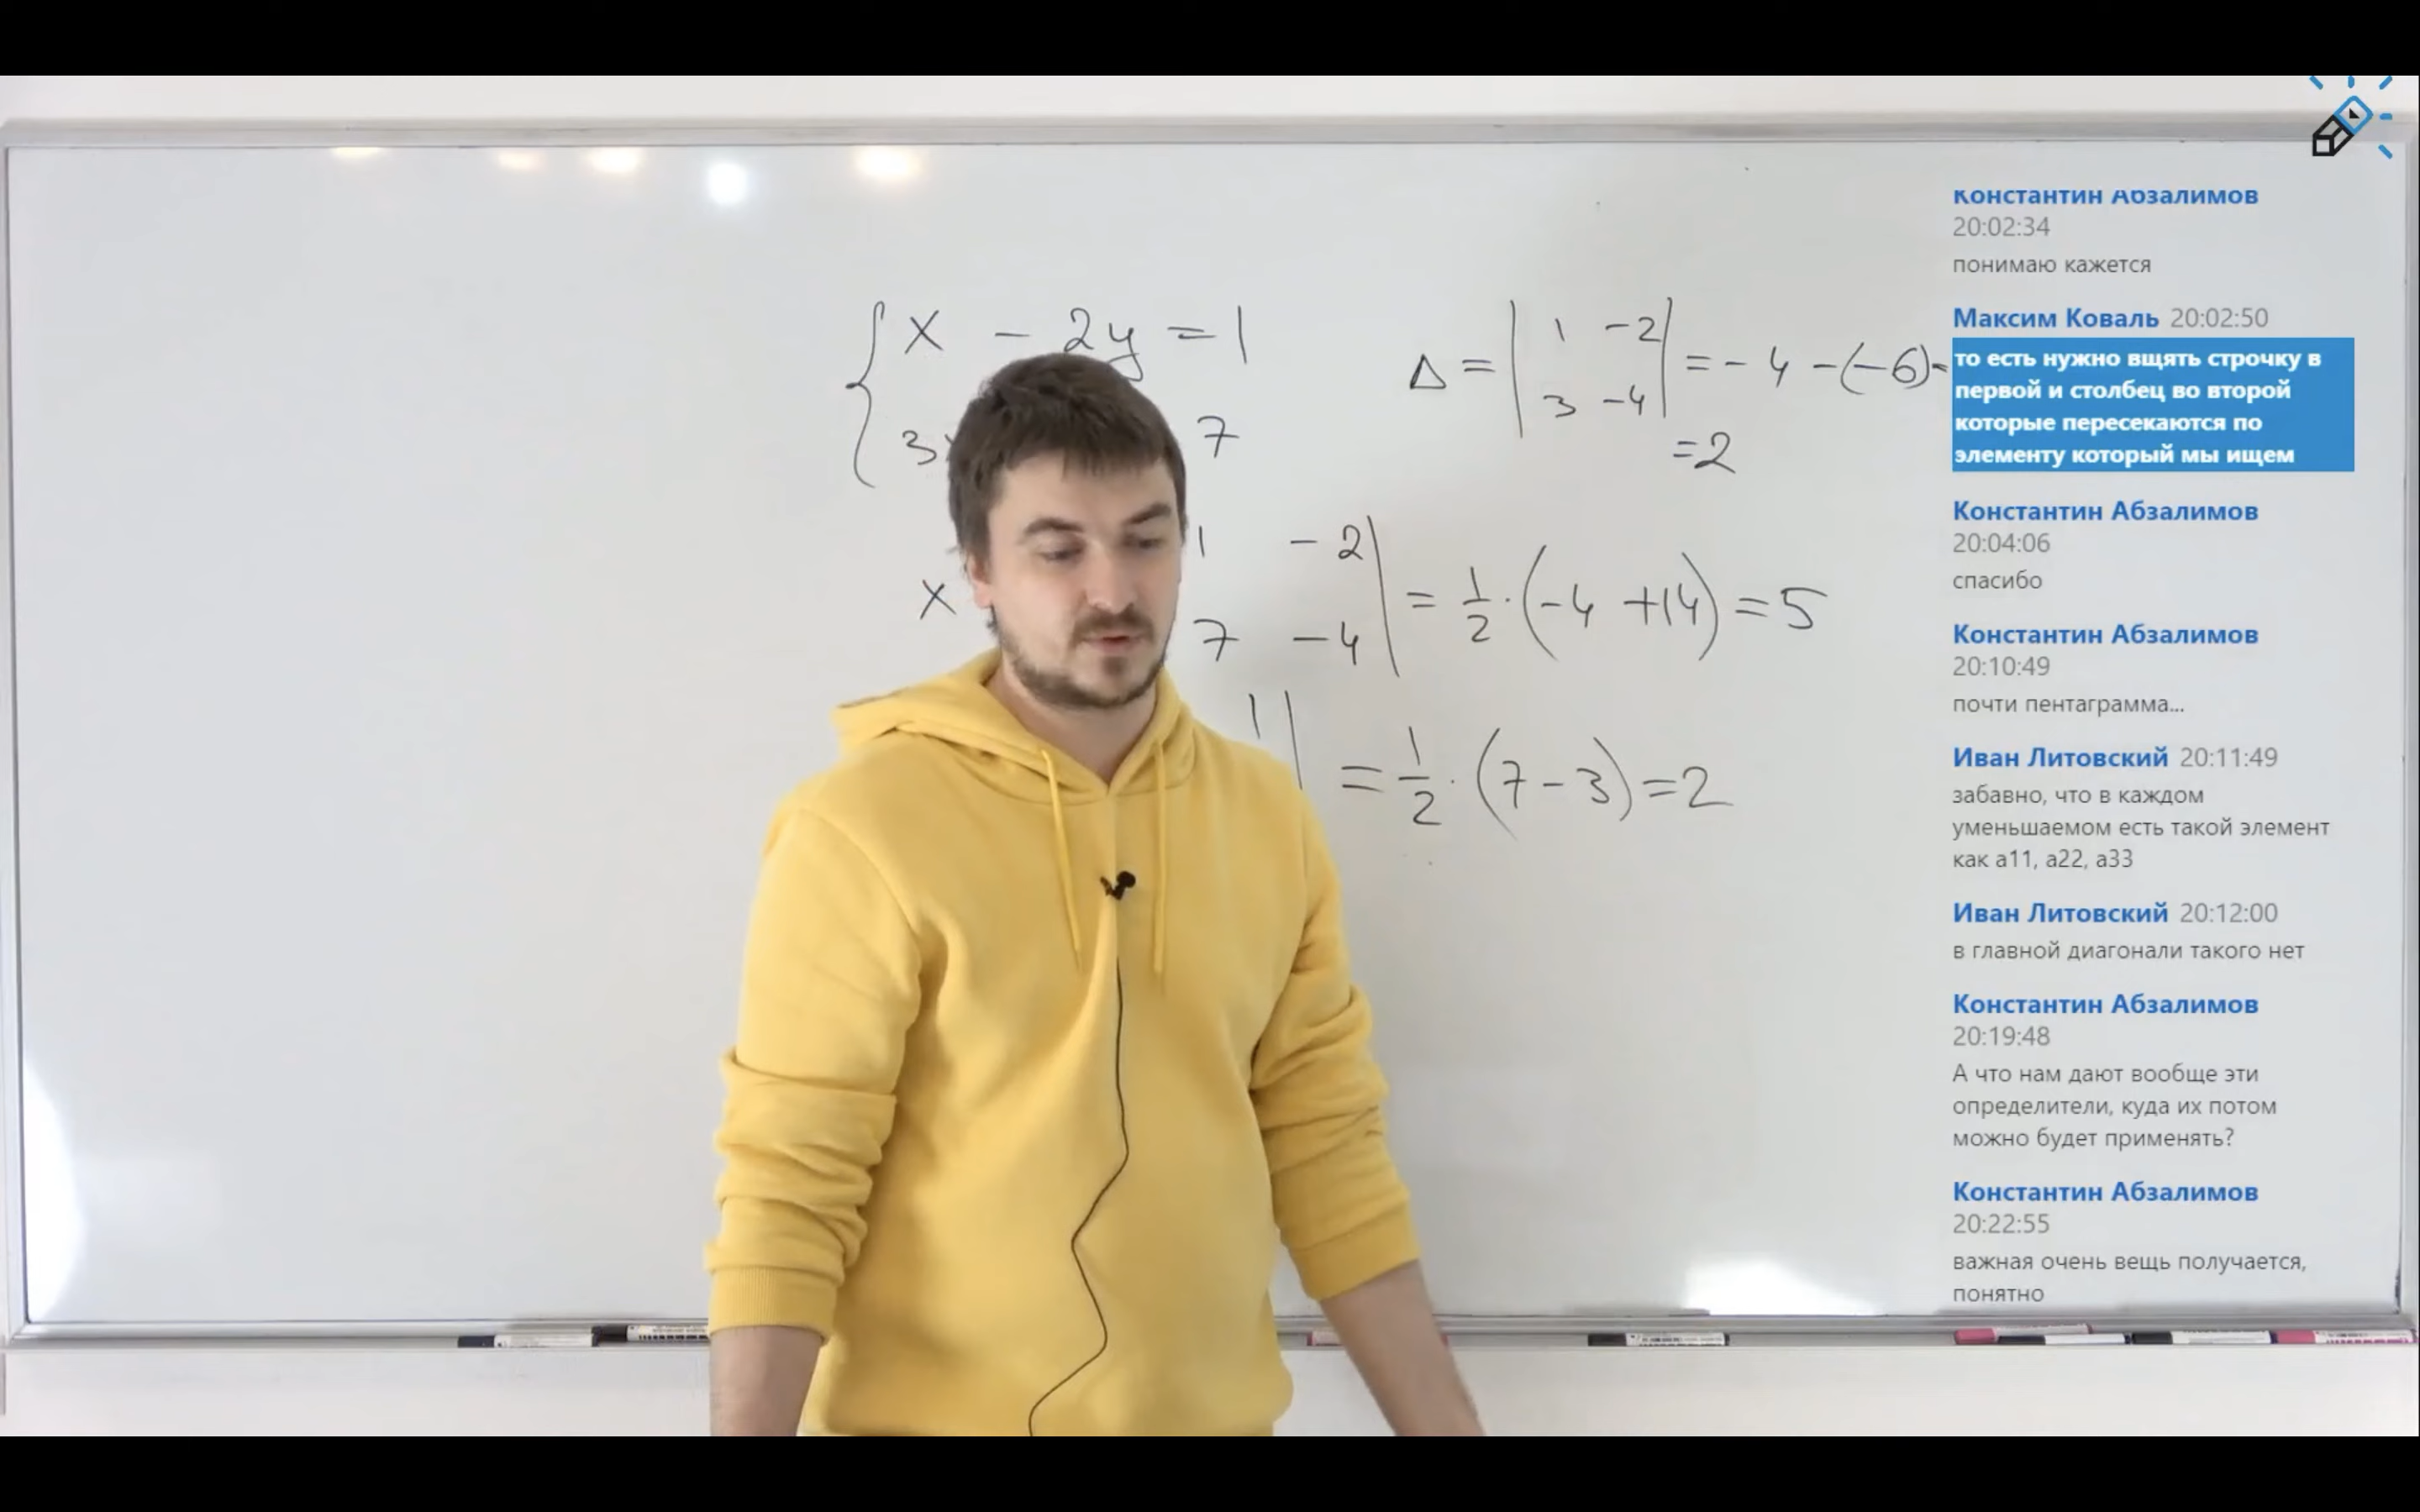 x - 2y = 1
3x 7
Δ = | 1 -2 | = - 4 - (-6) =
3 -4
= 2
x 1 -2 | = 1/2 · (-4 + 14) = 5
7 -4
1 | = 1/2 · (7 - 3) = 2
Константин Абзалимов
20:02:34
понимаю кажется
Максим Коваль 20:02:50
то есть нужно вщять строчку в
первой и столбец во второй
которые пересекаются по
элементу который мы ищем
Константин Абзалимов
20:04:06
спасибо
Константин Абзалимов
20:10:49
почти пентаграмма...
Иван Литовский 20:11:49
забавно, что в каждом
уменьшаемом есть такой элемент
как а11, а22, а33
Иван Литовский 20:12:00
в главной диагонали такого нет
Константин Абзалимов
20:19:48
А что нам дают вообще эти
определители, куда их потом
можно будет применять?
Константин Абзалимов
20:22:55
важная очень вещь получается,
понятно